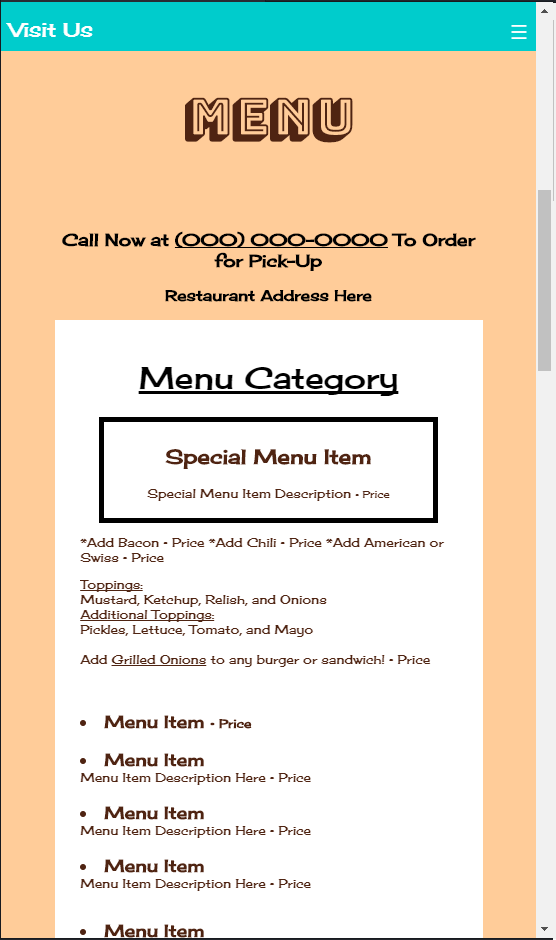 Visit Us
MENU
Call Now at (000) 000-0000 To Order
for Pick-Up
Restaurant Address Here
Menu Category
Special Menu Item
Special Menu Item Description - Price
*Add Bacon - Price *Add Chili - Price *Add American or
Swiss - Price
Toppings:
Mustard, Ketchup, Relish, and Onions
Additional Toppings:
Pickles, Lettuce, Tomato, and Mayo
Add Grilled Onions to any burger or sandwich! - Price
• Menu Item - Price
• Menu Item
Menu Item Description Here - Price
• Menu Item
Menu Item Description Here - Price
• Menu Item
Menu Item Description Here - Price
• Menu Item